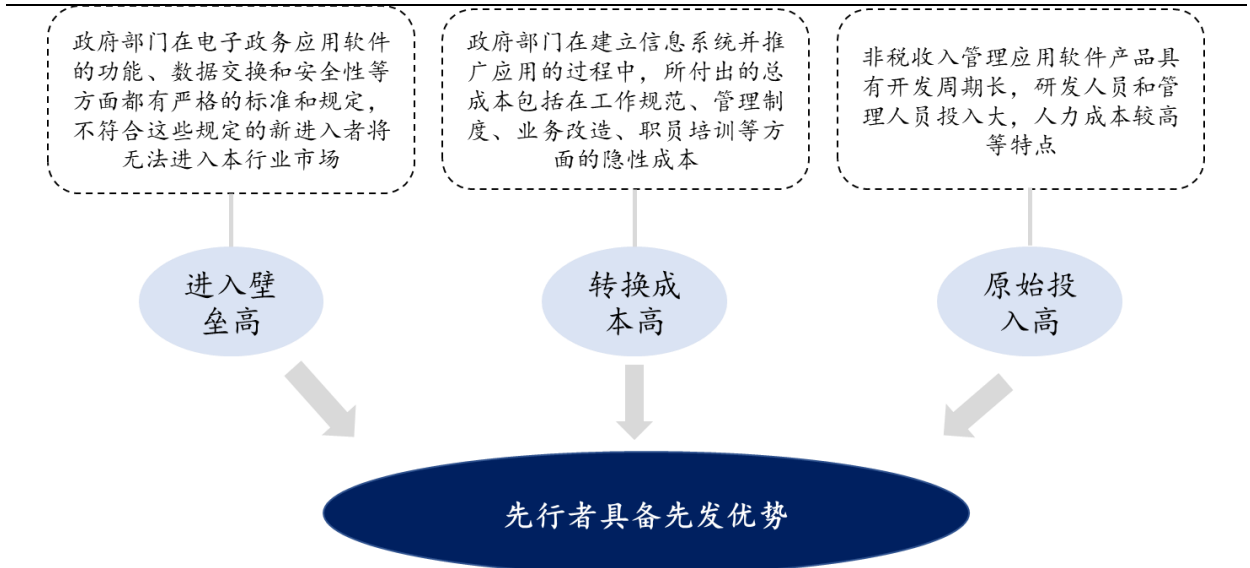 政府部门在电子政务应用软件
的功能、数据交换和安全性等
方面都有严格的标准和规定，
不符合这些规定的新进入者将
无法进入本行业市场
政府部门在建立信息系统并推
广应用的过程中，所付出的总
成本包括在工作规范、管理制
度、业务改造、职员培训等方
面的隐性成本
非税收入管理应用软件产品具
有开发周期长，研发人员和管
理人员投入大，人力成本较高
等特点
进入壁
垒高
转换成
本高
原始投
入高
先行者具备先发优势